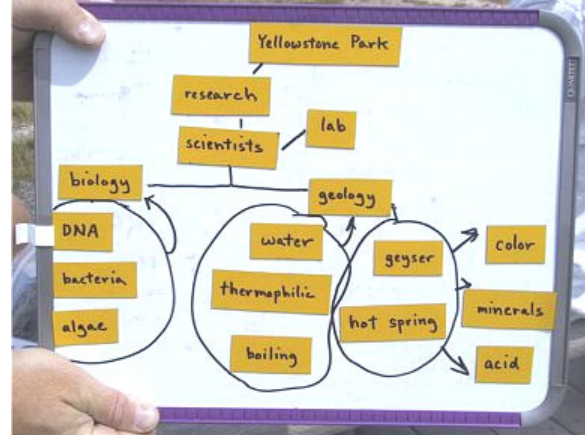 Yellowstone Park
research
lab
scientists
biology
geology
DNA
water
geyser
color
bacteria
thermophilic
minerals
algae
hot spring
boiling
acid
QUARTET